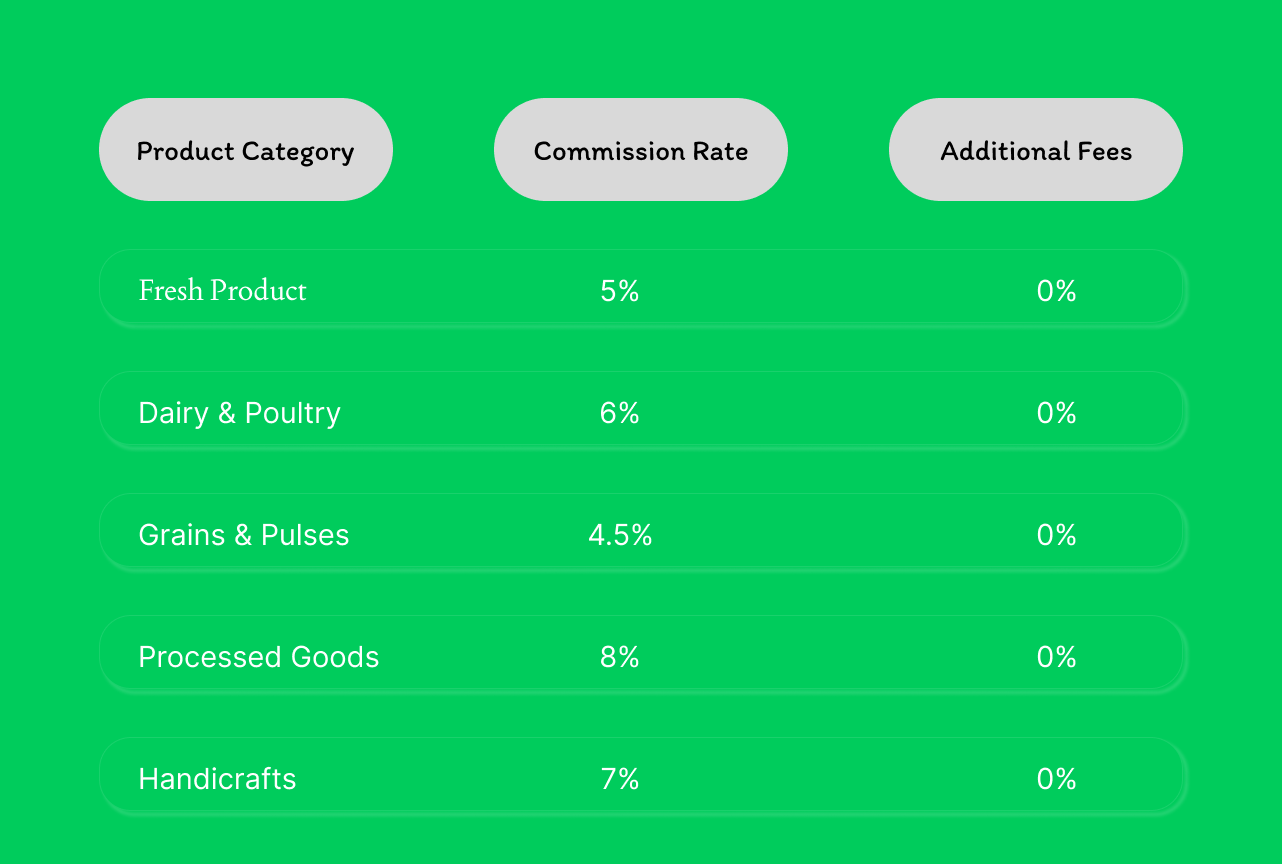 Product Category Commission Rate Additional Fees
Fresh Product 5% 0%
Dairy & Poultry 6% 0%
Grains & Pulses 4.5% 0%
Processed Goods 8% 0%
Handicrafts 7% 0%